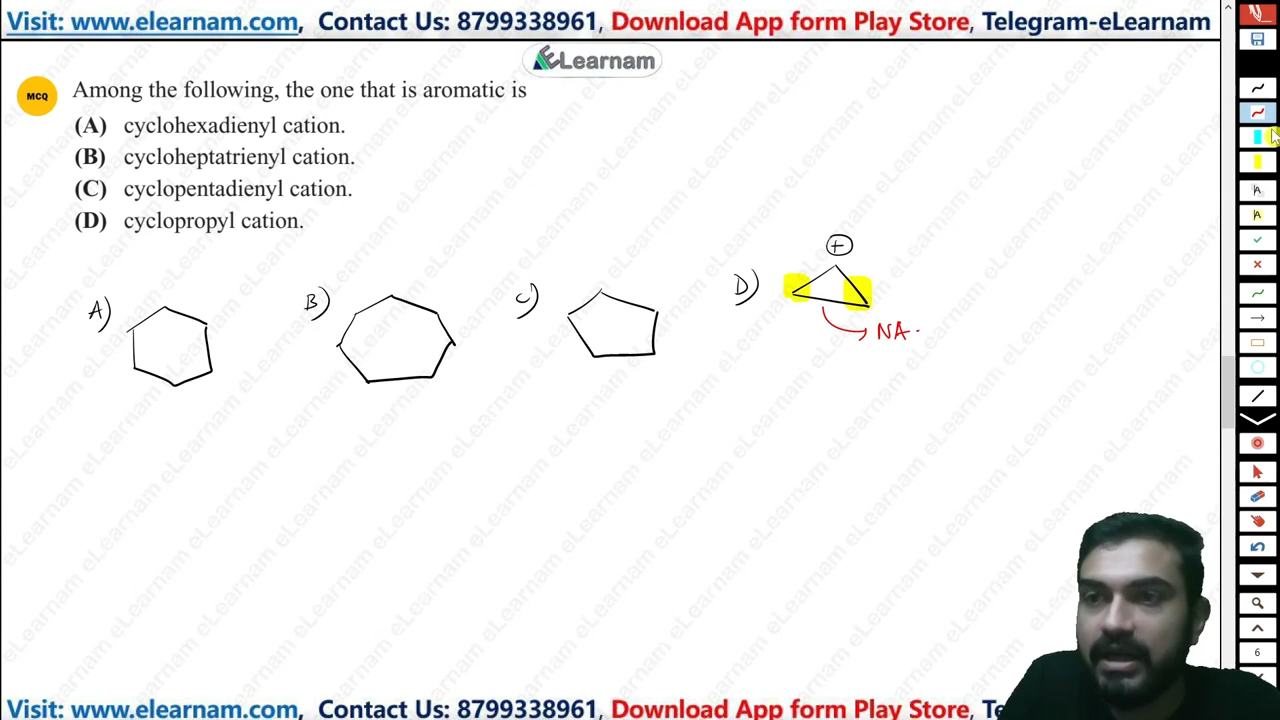 Visit: www.elearnam.com, Contact Us: 8799338961, Download App form Play Store, Telegram-eLearnam
ELearnam
MCQ
Among the following, the one that is aromatic is
(A) cyclohexadienyl cation.
(B) cycloheptatrienyl cation.
(C) cyclopentadienyl cation.
(D) cyclopropyl cation.
A)
B)
C)
D)
+
NA.
6
Visit: www.elearnam.com, Contact Us: 8799338961, Download App form Play Store, Te